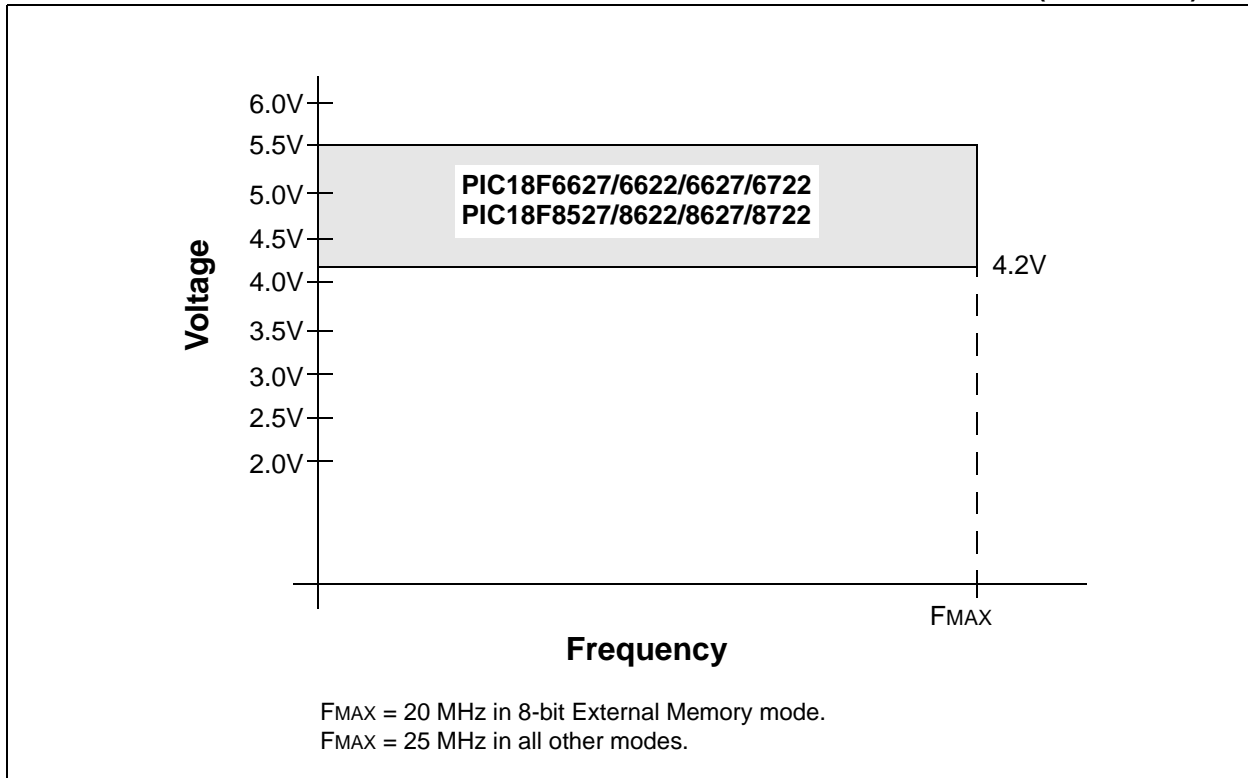 6.0V
5.5V
5.0V
4.5V
4.0V
3.5V
3.0V
2.5V
2.0V
Voltage
PIC18F6627/6622/6627/6722
PIC18F8527/8622/8627/8722
4.2V
FMAX
Frequency
FMAX = 20 MHz in 8-bit External Memory mode.
FMAX = 25 MHz in all other modes.